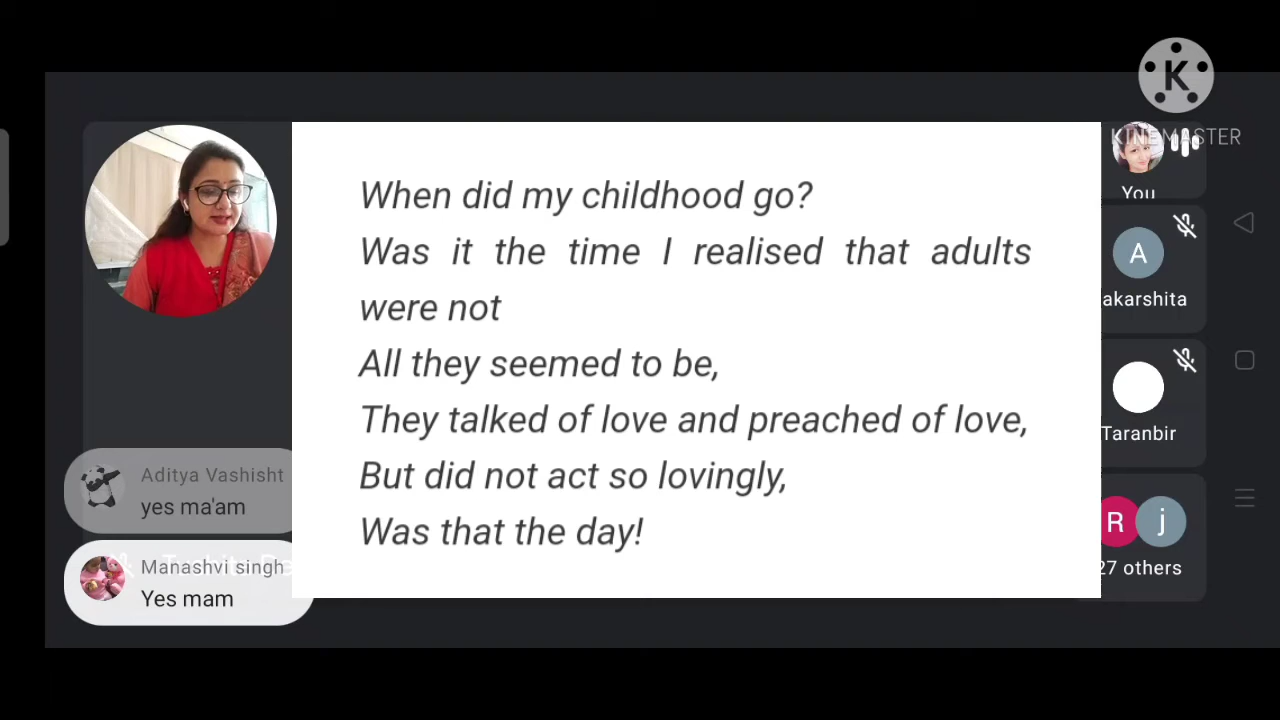 KINEMASTER
When did my childhood go?
Was it the time I realised that adults
were not
All they seemed to be,
They talked of love and preached of love,
But did not act so lovingly,
Was that the day!
Aditya Vashisht
yes ma'am
Manashvi singh
Yes mam
You
A
akarshita
Taranbir
R j
27 others